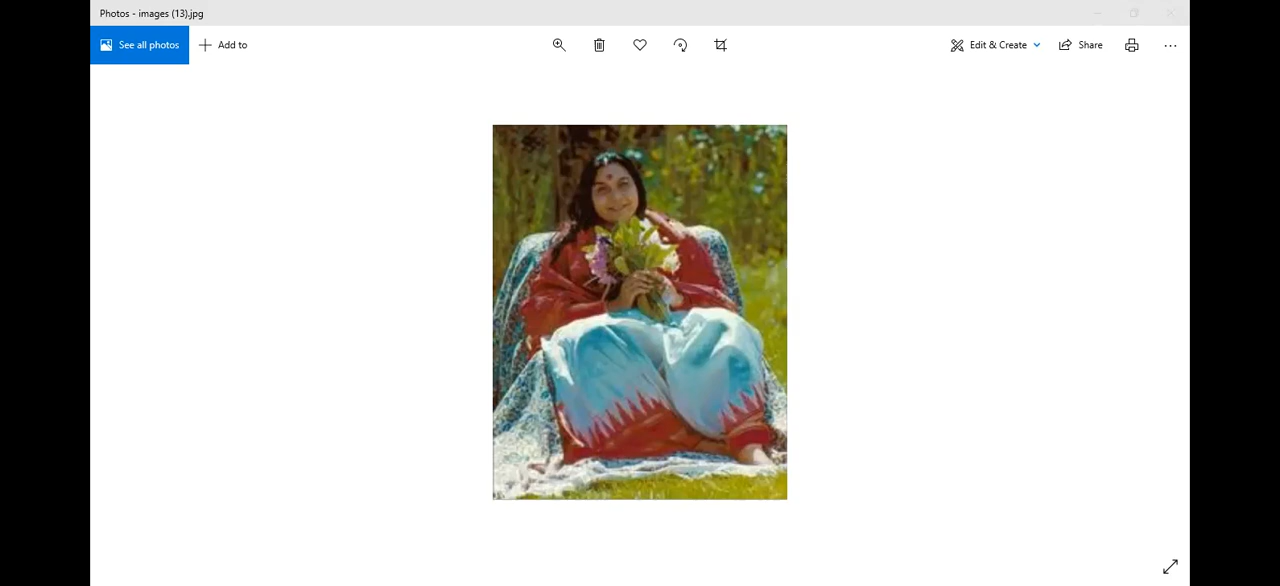 Photos - images (13).jpg
See all photos
Add to
Edit & Create
Share